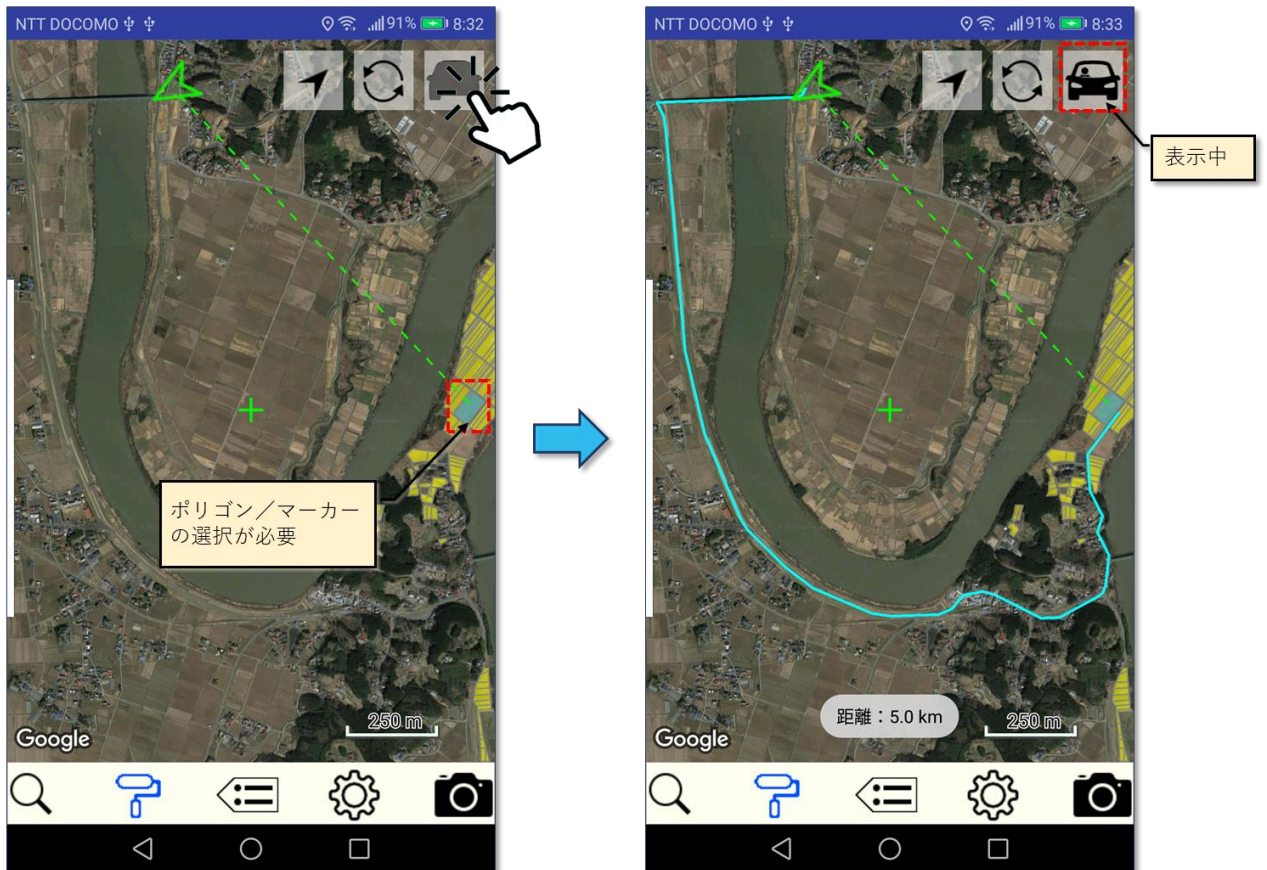 NTT DOCOMO 91% 8:32
ポリゴン／マーカー
の選択が必要
250 m
Google
NTT DOCOMO 91% 8:33
表示中
距離：5.0 km
250 m
Google